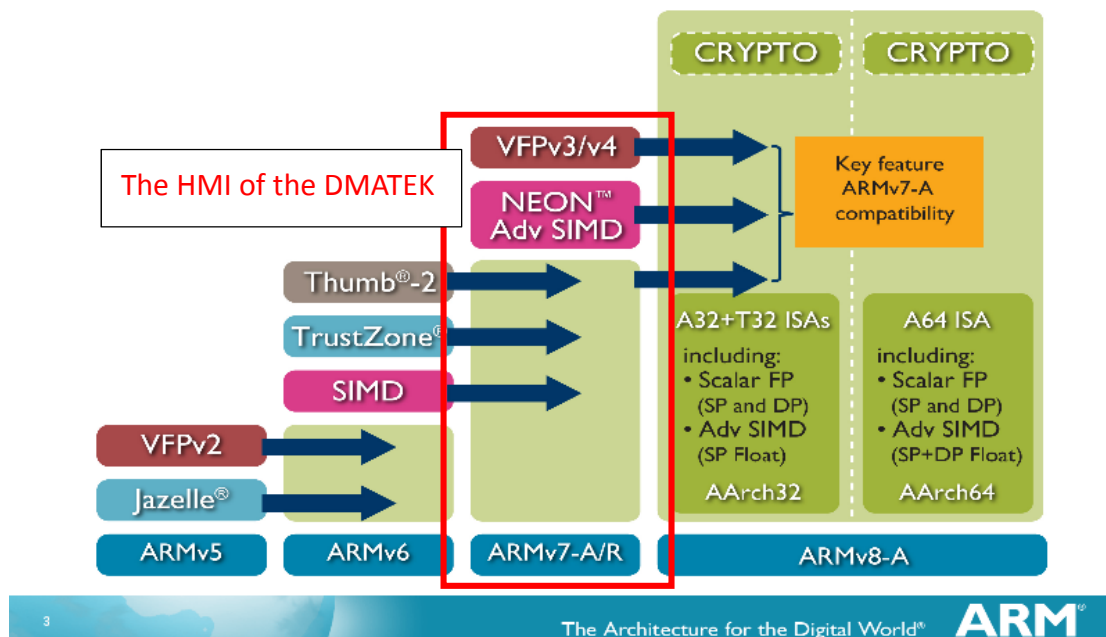 CRYPTO
CRYPTO
VFPv3/v4
The HMI of the DMATEK
Key feature
ARMv7-A
compatibility
NEON™
Adv SIMD
Thumb®-2
TrustZone®
SIMD
A32+T32 ISAs
including:
• Scalar FP
(SP and DP)
• Adv SIMD
(SP Float)
AArch32
A64 ISA
including:
• Scalar FP
(SP and DP)
• Adv SIMD
(SP+DP Float)
AArch64
VFPv2
Jazelle®
ARMv5
ARMv6
ARMv7-A/R
ARMv8-A
3
The Architecture for the Digital World®
ARM®